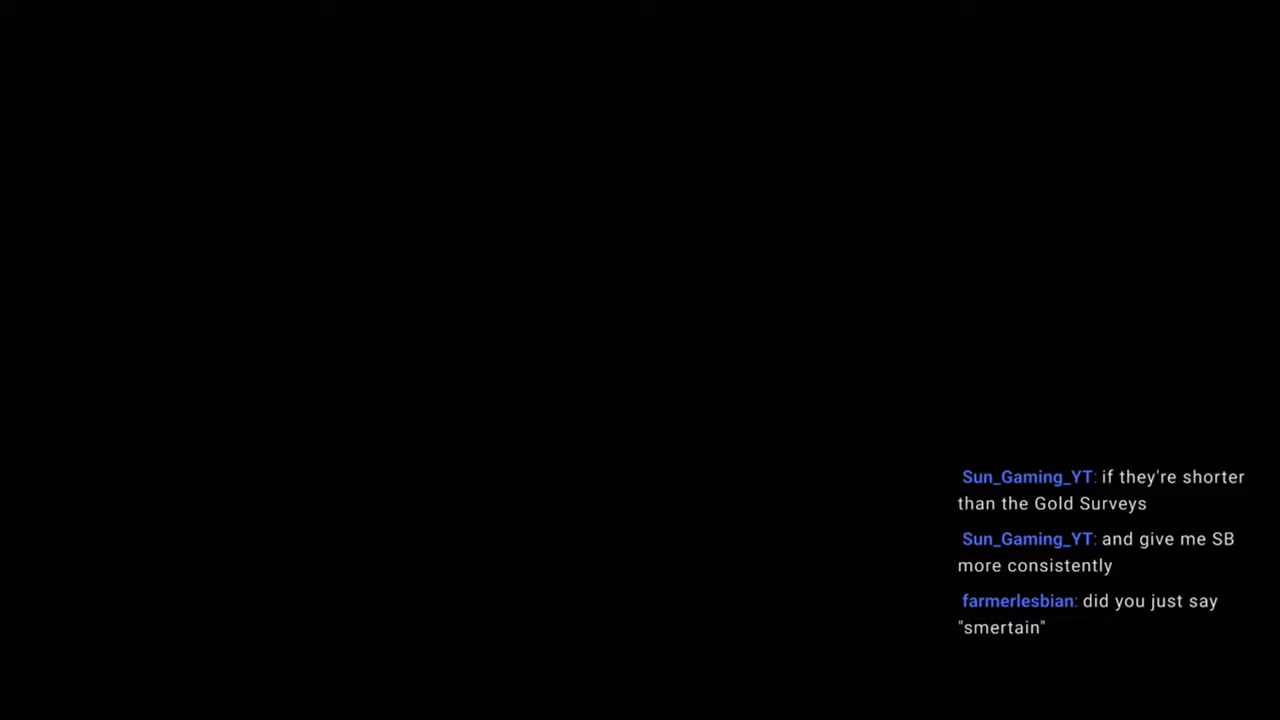 Sun_Gaming_YT: if they're shorter
than the Gold Surveys
Sun_Gaming_YT: and give me SB
more consistently
farmerlesbian: did you just say
"smertain"